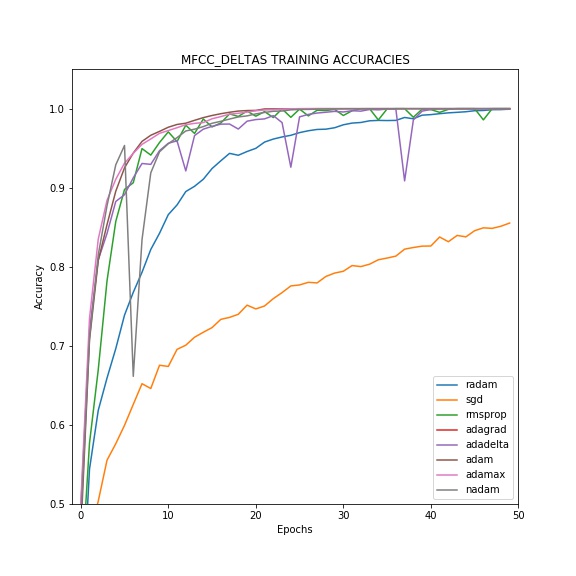 MFCC_DELTAS TRAINING ACCURACIES
Accuracy
1.0
0.9
0.8
0.7
0.6
0.5
0
10
20
30
40
50
Epochs
radam
sgd
rmsprop
adagrad
adadelta
adam
adamax
nadam